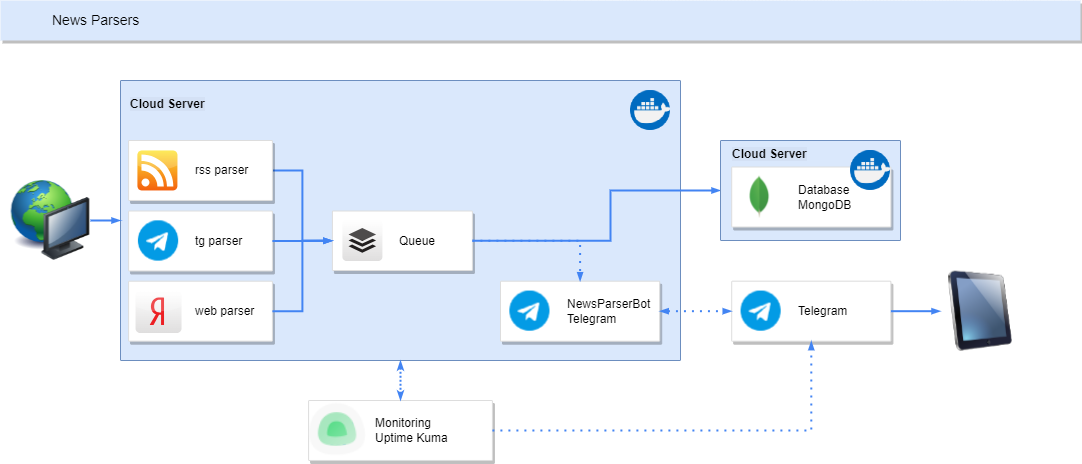 News Parsers
Cloud Server
rss parser
tg parser
Я
web parser
Queue
NewsParserBot
Telegram
Cloud Server
Database
MongoDB
Telegram
Monitoring
Uptime Kuma